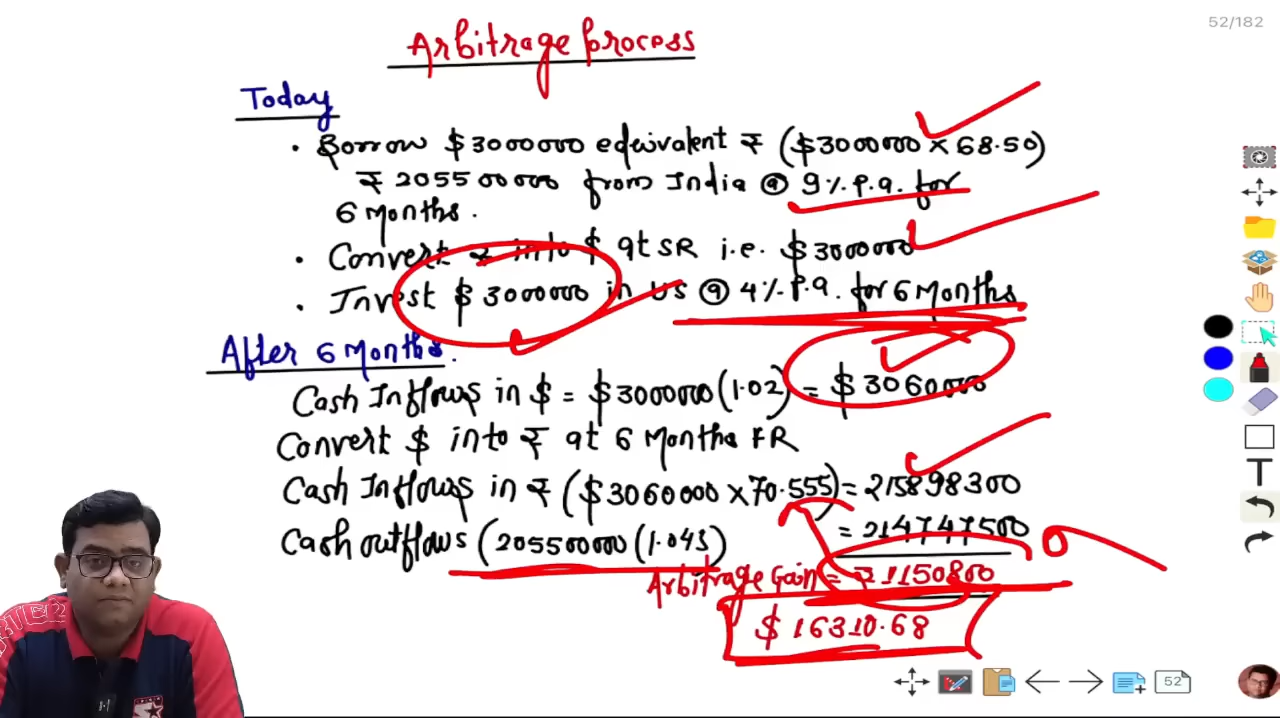 52/182
Arbitrage process
Today
• Borrow $3000000 equivalent ₹ ($3000000 × 68.50)
₹ 205500000 from India @ 9%.P.a. for
6 Months.
• Convert ₹ into $ at SR i.e. $3000000
• Invest $3000000 in US @ 4%.P.a. for 6 Months
After 6 Months.
Cash Inflows in $ = $3000000 (1.02) = $3060000
Convert $ into ₹ at 6 Months FR
Cash Inflows in ₹ ($3060000 × 70.555) = 215898300
Cash outflows (205500000 (1.045) = 214747500
Arbitrage Gain = ₹ 1150800
$ 16310.68
52